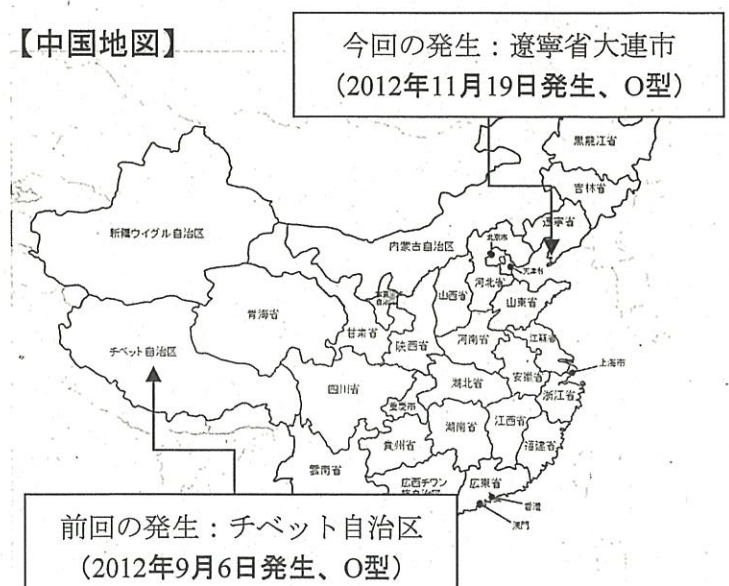 【中国地図】
今回の発生：遼寧省大連市
（2012年11月19日発生、O型）
黒龍江省
吉林省
遼寧省
新疆ウイグル自治区
内蒙古自治区
北京市
天津市
河北省
山西省
山東省
青海省
甘粛省
陝西省
河南省
江蘇省
チベット自治区
上海市
四川省
湖北省
安徽省
浙江省
重慶市
湖南省
江西省
貴州省
福建省
雲南省
広西チワン
広東省
香港
澳門
前回の発生：チベット自治区
（2012年9月6日発生、O型）